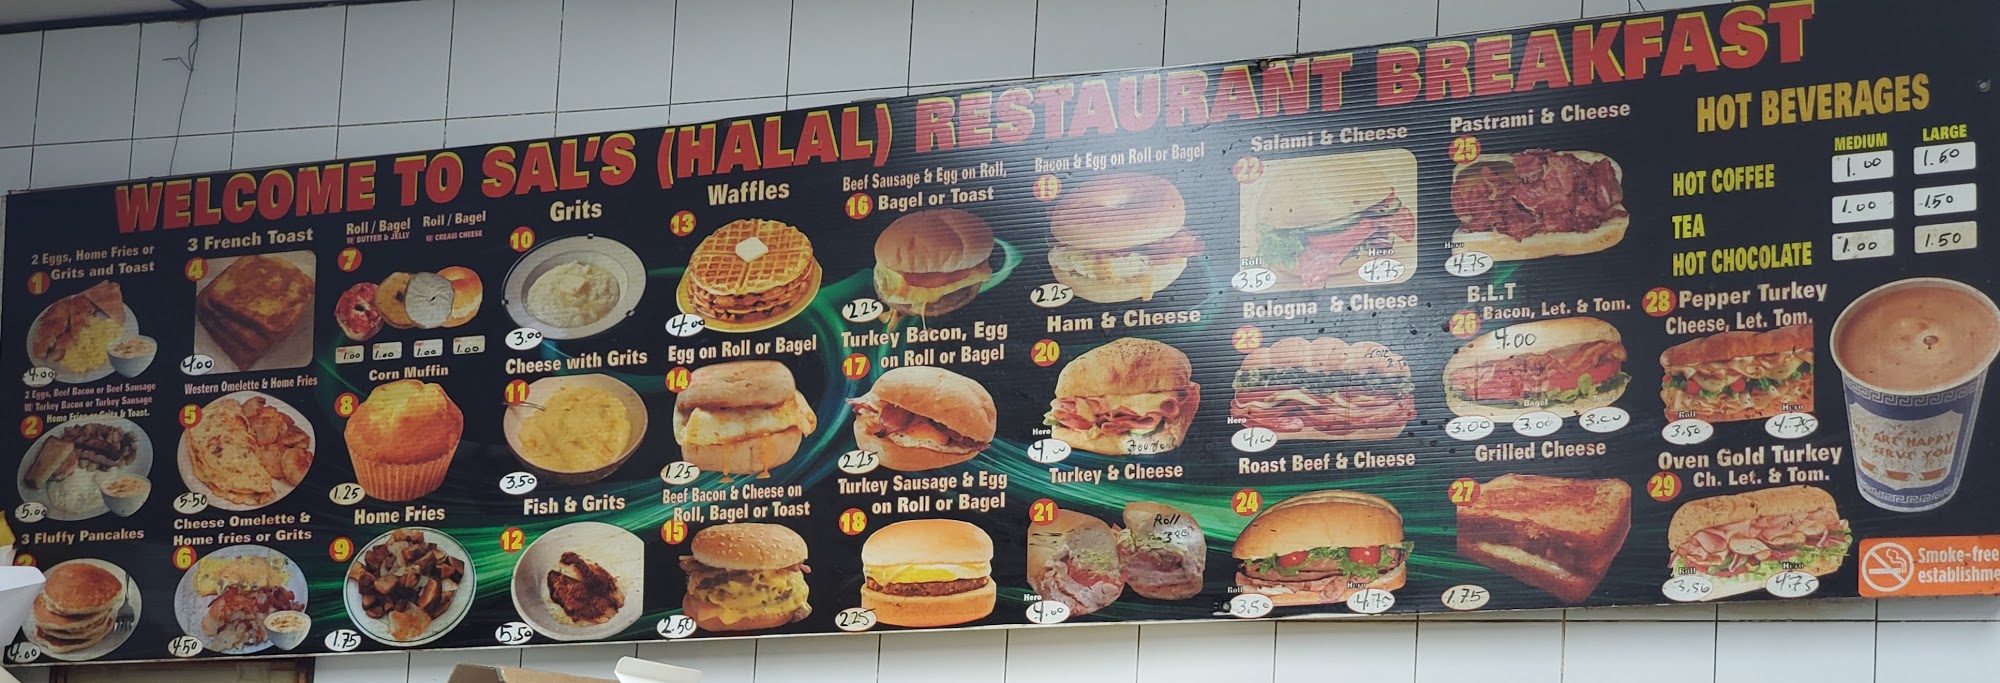 WELCOME TO SAL'S (HALAL) RESTAURANT BREAKFAST
2 Eggs, Home Fries or
Grits and Toast
1
4.00
2 Eggs, Beef Bacon or Beef Sausage
W/ Turkey Bacon or Turkey Sausage
Home Fries or Grits & Toast.
2
5.00
3 Fluffy Pancakes
4.00
3 French Toast
4
4.00
Western Omelette & Home Fries
5
5.50
Cheese Omelette &
Home fries or Grits
6
4.50
Roll / Bagel
W/ BUTTER & JELLY
Roll / Bagel
W/ CREAM CHEESE
7
1.00 1.00 1.00 1.00
Corn Muffin
8
1.25
Home Fries
9
1.75
Grits
10
3.00
Cheese with Grits
11
3.50
Fish & Grits
12
5.50
Waffles
13
4.00
Egg on Roll or Bagel
14
1.25
Beef Bacon & Cheese on
Roll, Bagel or Toast
15
2.50
Beef Sausage & Egg on Roll,
16 Bagel or Toast
2.25
Turkey Bacon, Egg
17 on Roll or Bagel
2.25
Turkey Sausage & Egg
on Roll or Bagel
18
2.25
Bacon & Egg on Roll or Bagel
19
2.25
Ham & Cheese
20
Hero
Turkey & Cheese
21
Roll
Hero
4.00
Salami & Cheese
22
Roll
3.50
Hero
4.75
Bologna & Cheese
23
Hero
Roast Beef & Cheese
24
Roll
3.50
Hero
4.75
Pastrami & Cheese
25
Hero
4.75
B.L.T
Bacon, Let. & Tom.
26
4.00
Bagel
3.00 3.00 3.00
Grilled Cheese
27
1.75
HOT BEVERAGES
MEDIUM LARGE
HOT COFFEE 1.00 1.50
TEA 1.00 1.50
HOT CHOCOLATE 1.00 1.50
28 Pepper Turkey
Cheese, Let. Tom.
Roll
3.50
Hero
4.75
Oven Gold Turkey
29 Ch. Let. & Tom.
Roll
3.50
Hero
4.75
WE ARE HAPPY
TO SERVE YOU
Smoke-free
establishme